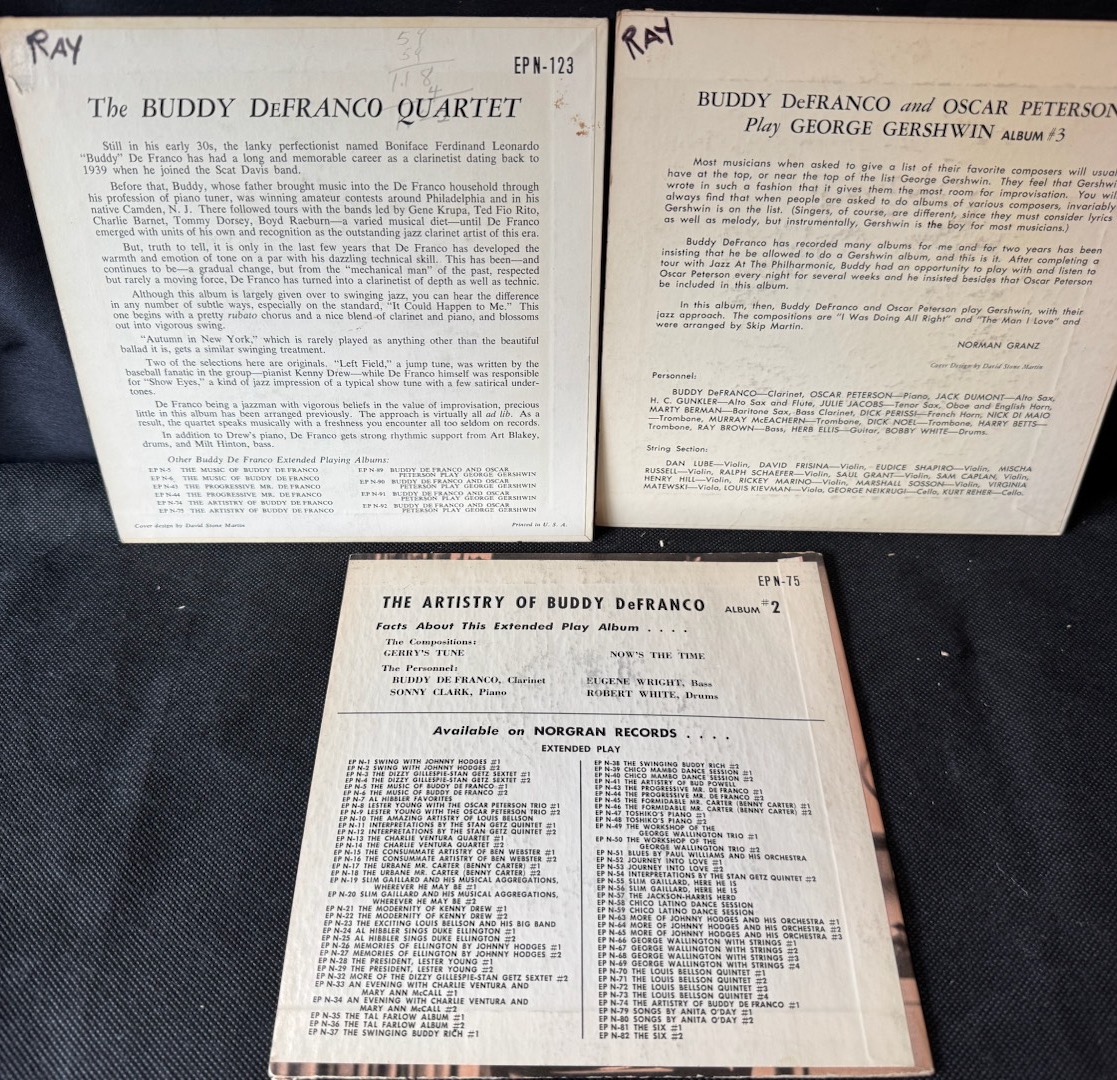 RAY
59
59
1.18
4
EP N-123
The BUDDY DeFRANCO QUARTET
Still in his early 30s, the lanky perfectionist named Boniface Ferdinand Leonardo
“Buddy” De Franco has had a long and memorable career as a clarinetist dating back to
1939 when he joined the Scat Davis band.
Before that, Buddy, whose father brought music into the De Franco household through
his profession of piano tuner, was winning amateur contests around Philadelphia and in his
native Camden, N. J. There followed tours with the bands led by Gene Krupa, Ted Fio Rito,
Charlie Barnet, Tommy Dorsey, Boyd Raeburn—a varied musical diet—until De Franco
emerged with units of his own and recognition as the outstanding jazz clarinet artist of this era.
But, truth to tell, it is only in the last few years that De Franco has developed the
warmth and emotion of tone on a par with his dazzling technical skill. This has been—and
continues to be—a gradual change, but from the “mechanical man” of the past, respected
but rarely a moving force, De Franco has turned into a clarinetist of depth as well as technic.
Although this album is largely given over to swinging jazz, you can hear the difference
in any number of subtle ways, especially on the standard, “It Could Happen to Me.” This
one begins with a pretty rubato chorus and a nice blend of clarinet and piano, and blossoms
out into vigorous swing.
“Autumn in New York,” which is rarely played as anything other than the beautiful
ballad it is, gets a similar swinging treatment.
Two of the selections here are originals. “Left Field,” a jump tune, was written by the
baseball fanatic in the group—pianist Kenny Drew—while De Franco himself was responsible
for “Show Eyes,” a kind of jazz impression of a typical show tune with a few satirical under-
tones.
De Franco being a jazzman with vigorous beliefs in the value of improvisation, precious
little in this album has been arranged previously. The approach is virtually all ad lib. As a
result, the quartet speaks musically with a freshness you encounter all too seldom on records.
In addition to Drew's piano, De Franco gets strong rhythmic support from Art Blakey,
drums, and Milt Hinton, bass.
Other Buddy De Franco Extended Playing Albums:
EP N-5 THE MUSIC OF BUDDY DE FRANCO
EP N-6 THE MUSIC OF BUDDY DE FRANCO
EP N-43 THE PROGRESSIVE MR. DE FRANCO
EP N-44 THE PROGRESSIVE MR. DE FRANCO
EP N-74 THE ARTISTRY OF BUDDY DE FRANCO
EP N-75 THE ARTISTRY OF BUDDY DE FRANCO
EP N-89 BUDDY DE FRANCO AND OSCAR
PETERSON PLAY GEORGE GERSHWIN
EP N-90 BUDDY DE FRANCO AND OSCAR
PETERSON PLAY GEORGE GERSHWIN
EP N-91 BUDDY DE FRANCO AND OSCAR
PETERSON PLAY GEORGE GERSHWIN
EP N-92 BUDDY DE FRANCO AND OSCAR
PETERSON PLAY GEORGE GERSHWIN
Cover design by David Stone Martin
Printed in U. S. A.
RAY
BUDDY DeFRANCO and OSCAR PETERSON
Play GEORGE GERSHWIN ALBUM #3
Most musicians when asked to give a list of their favorite composers will usual
have at the top, or near the top of the list George Gershwin. They feel that Gershwi
wrote in such a fashion that it gives them the most room for improvisation. You will
always find that when people are asked to do albums of various composers, invariably
Gershwin is on the list. (Singers, of course, are different, since they must consider lyrics
as well as melody, but instrumentally, Gershwin is the boy for most musicians.)
Buddy DeFranco has recorded many albums for me and for two years has been
insisting that he be allowed to do a Gershwin album, and this is it. After completing a
tour with Jazz At The Philharmonic, Buddy had an opportunity to play with and listen to
Oscar Peterson every night for several weeks and he insisted besides that Oscar Peterson
be included in this album.
In this album, then, Buddy DeFranco and Oscar Peterson play Gershwin, with their
jazz approach. The compositions are “I Was Doing All Right” and “The Man I Love” and
were arranged by Skip Martin.
NORMAN GRANZ
Cover Design by David Stone Martin
Personnel:
BUDDY DeFRANCO—Clarinet, OSCAR PETERSON—Piano, JACK DUMONT—Alto Sax,
H. C. GUNKLER—Alto Sax and Flute, JULIE JACOBS—Tenor Sax, Oboe and English Horn,
MARTY BERMAN—Baritone Sax, Bass Clarinet, DICK PERISSI—French Horn, NICK DI MAIO
—Trombone, MURRAY McEACHERN—Trombone, DICK NOEL—Trombone, HARRY BETTS—
Trombone, RAY BROWN—Bass, HERB ELLIS—Guitar, BOBBY WHITE—Drums.
String Section:
DAN LUBE—Violin, DAVID FRISINA—Violin, EUDICE SHAPIRO—Violin, MISCHA
RUSSELL—Violin, RALPH SCHAEFER—Violin, SAUL GRANT—Violin, SAM CAPLAN, Violin,
HENRY HILL—Violin, RICKEY MARINO—Violin, MARSHALL SOSSON—Violin, VIRGINIA
MATEWSKI—Viola, LOUIS KIEVMAN—Viola, GEORGE NEIKRUGI—Cello, KURT REHER—Cello.
EP N-75
THE ARTISTRY OF BUDDY DeFRANCO ALBUM #2
Facts About This Extended Play Album . . . .
The Compositions:
GERRY'S TUNE
NOW'S THE TIME
The Personnel:
BUDDY DE FRANCO, Clarinet
EUGENE WRIGHT, Bass
SONNY CLARK, Piano
ROBERT WHITE, Drums
Available on NORGRAN RECORDS . . . .
EXTENDED PLAY
EP N-1 SWING WITH JOHNNY HODGES #1
EP N-2 SWING WITH JOHNNY HODGES #2
EP N-3 THE DIZZY GILLESPIE-STAN GETZ SEXTET #1
EP N-4 THE DIZZY GILLESPIE-STAN GETZ SEXTET #2
EP N-5 THE MUSIC OF BUDDY DE FRANCO #1
EP N-6 THE MUSIC OF BUDDY DE FRANCO #2
EP N-7 AL HIBBLER FAVORITES
EP N-8 LESTER YOUNG WITH THE OSCAR PETERSON TRIO #1
EP N-9 LESTER YOUNG WITH THE OSCAR PETERSON TRIO #2
EP N-10 THE AMAZING ARTISTRY OF LOUIS BELLSON
EP N-11 INTERPRETATIONS BY THE STAN GETZ QUINTET #1
EP N-12 INTERPRETATIONS BY THE STAN GETZ QUINTET #2
EP N-13 THE CHARLIE VENTURA QUARTET #1
EP N-14 THE CHARLIE VENTURA QUARTET #2
EP N-15 THE CONSUMMATE ARTISTRY OF BEN WEBSTER #1
EP N-16 THE CONSUMMATE ARTISTRY OF BEN WEBSTER #2
EP N-17 THE URBANE MR. CARTER (BENNY CARTER) #1
EP N-18 THE URBANE MR. CARTER (BENNY CARTER) #2
EP N-19 SLIM GAILLARD AND HIS MUSICAL AGGREGATIONS,
WHEREVER HE MAY BE #1
EP N-20 SLIM GAILLARD AND HIS MUSICAL AGGREGATIONS,
WHEREVER HE MAY BE #2
EP N-21 THE MODERNITY OF KENNY DREW #1
EP N-22 THE MODERNITY OF KENNY DREW #2
EP N-23 THE EXCITING LOUIS BELLSON AND HIS BIG BAND
EP N-24 AL HIBBLER SINGS DUKE ELLINGTON #1
EP N-25 AL HIBBLER SINGS DUKE ELLINGTON #2
EP N-26 MEMORIES OF ELLINGTON BY JOHNNY HODGES #1
EP N-27 MEMORIES OF ELLINGTON BY JOHNNY HODGES #2
EP N-28 THE PRESIDENT, LESTER YOUNG #1
EP N-29 THE PRESIDENT, LESTER YOUNG #2
EP N-32 MORE OF THE DIZZY GILLESPIE-STAN GETZ SEXTET #2
EP N-33 AN EVENING WITH CHARLIE VENTURA AND
MARY ANN McCALL #1
EP N-34 AN EVENING WITH CHARLIE VENTURA AND
MARY ANN McCALL #2
EP N-35 THE TAL FARLOW ALBUM #1
EP N-36 THE TAL FARLOW ALBUM #2
EP N-37 THE SWINGING BUDDY RICH #1
EP N-38 THE SWINGING BUDDY RICH #2
EP N-39 CHICO MAMBO DANCE SESSION #1
EP N-40 CHICO MAMBO DANCE SESSION #2
EP N-41 THE ARTISTRY OF BUD POWELL
EP N-43 THE PROGRESSIVE MR. DE FRANCO #1
EP N-44 THE PROGRESSIVE MR. DE FRANCO #2
EP N-45 THE FORMIDABLE MR. CARTER (BENNY CARTER) #1
EP N-46 THE FORMIDABLE MR. CARTER (BENNY CARTER) #2
EP N-47 TOSHIKO'S PIANO #1
EP N-48 TOSHIKO'S PIANO #2
EP N-49 THE WORKSHOP OF THE
GEORGE WALLINGTON TRIO #1
EP N-50 THE WORKSHOP OF THE
GEORGE WALLINGTON TRIO #2
EP N-51 BLUES BY PAUL WILLIAMS AND HIS ORCHESTRA
EP N-52 JOURNEY INTO LOVE #1
EP N-53 JOURNEY INTO LOVE #2
EP N-54 INTERPRETATIONS BY THE STAN GETZ QUINTET #2
EP N-55 SLIM GAILLARD, HERE HE IS
EP N-56 SLIM GAILLARD, HERE HE IS
EP N-57 THE JACKSON-HARRIS HERD
EP N-58 CHICO LATINO DANCE SESSION
EP N-59 CHICO LATINO DANCE SESSION
EP N-63 MORE OF JOHNNY HODGES AND HIS ORCHESTRA #1
EP N-64 MORE OF JOHNNY HODGES AND HIS ORCHESTRA #2
EP N-65 MORE OF JOHNNY HODGES AND HIS ORCHESTRA #3
EP N-66 GEORGE WALLINGTON WITH STRINGS #1
EP N-67 GEORGE WALLINGTON WITH STRINGS #2
EP N-68 GEORGE WALLINGTON WITH STRINGS #3
EP N-69 GEORGE WALLINGTON WITH STRINGS #4
EP N-70 THE LOUIS BELLSON QUINTET #1
EP N-71 THE LOUIS BELLSON QUINTET #2
EP N-72 THE LOUIS BELLSON QUINTET #3
EP N-73 THE LOUIS BELLSON QUINTET #4
EP N-74 THE ARTISTRY OF BUDDY DE FRANCO #1
EP N-79 SONGS BY ANITA O'DAY #1
EP N-80 SONGS BY ANITA O'DAY #2
EP N-81 THE SIX #1
EP N-82 THE SIX #2